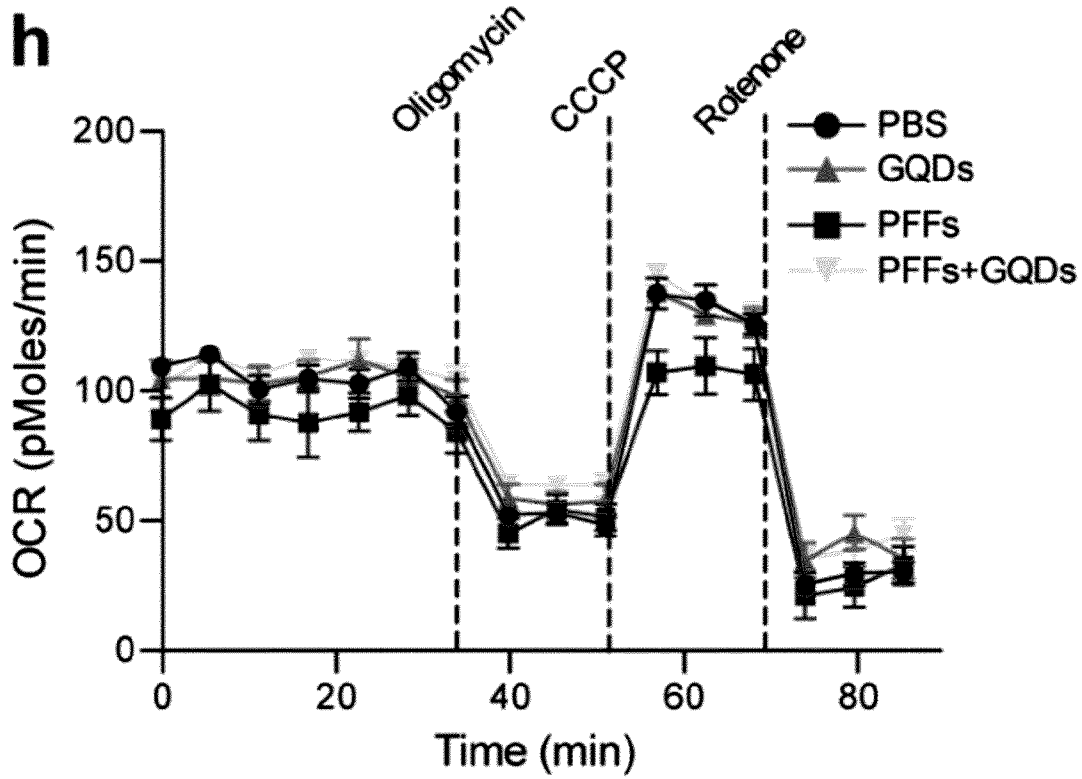 h
Oligomycin
CCCP
Rotenone
PBS
GQDs
PFFs
PFFs+GQDs
OCR (pMoles/min)
200
150
100
50
0
0 20 40 60 80
Time (min)